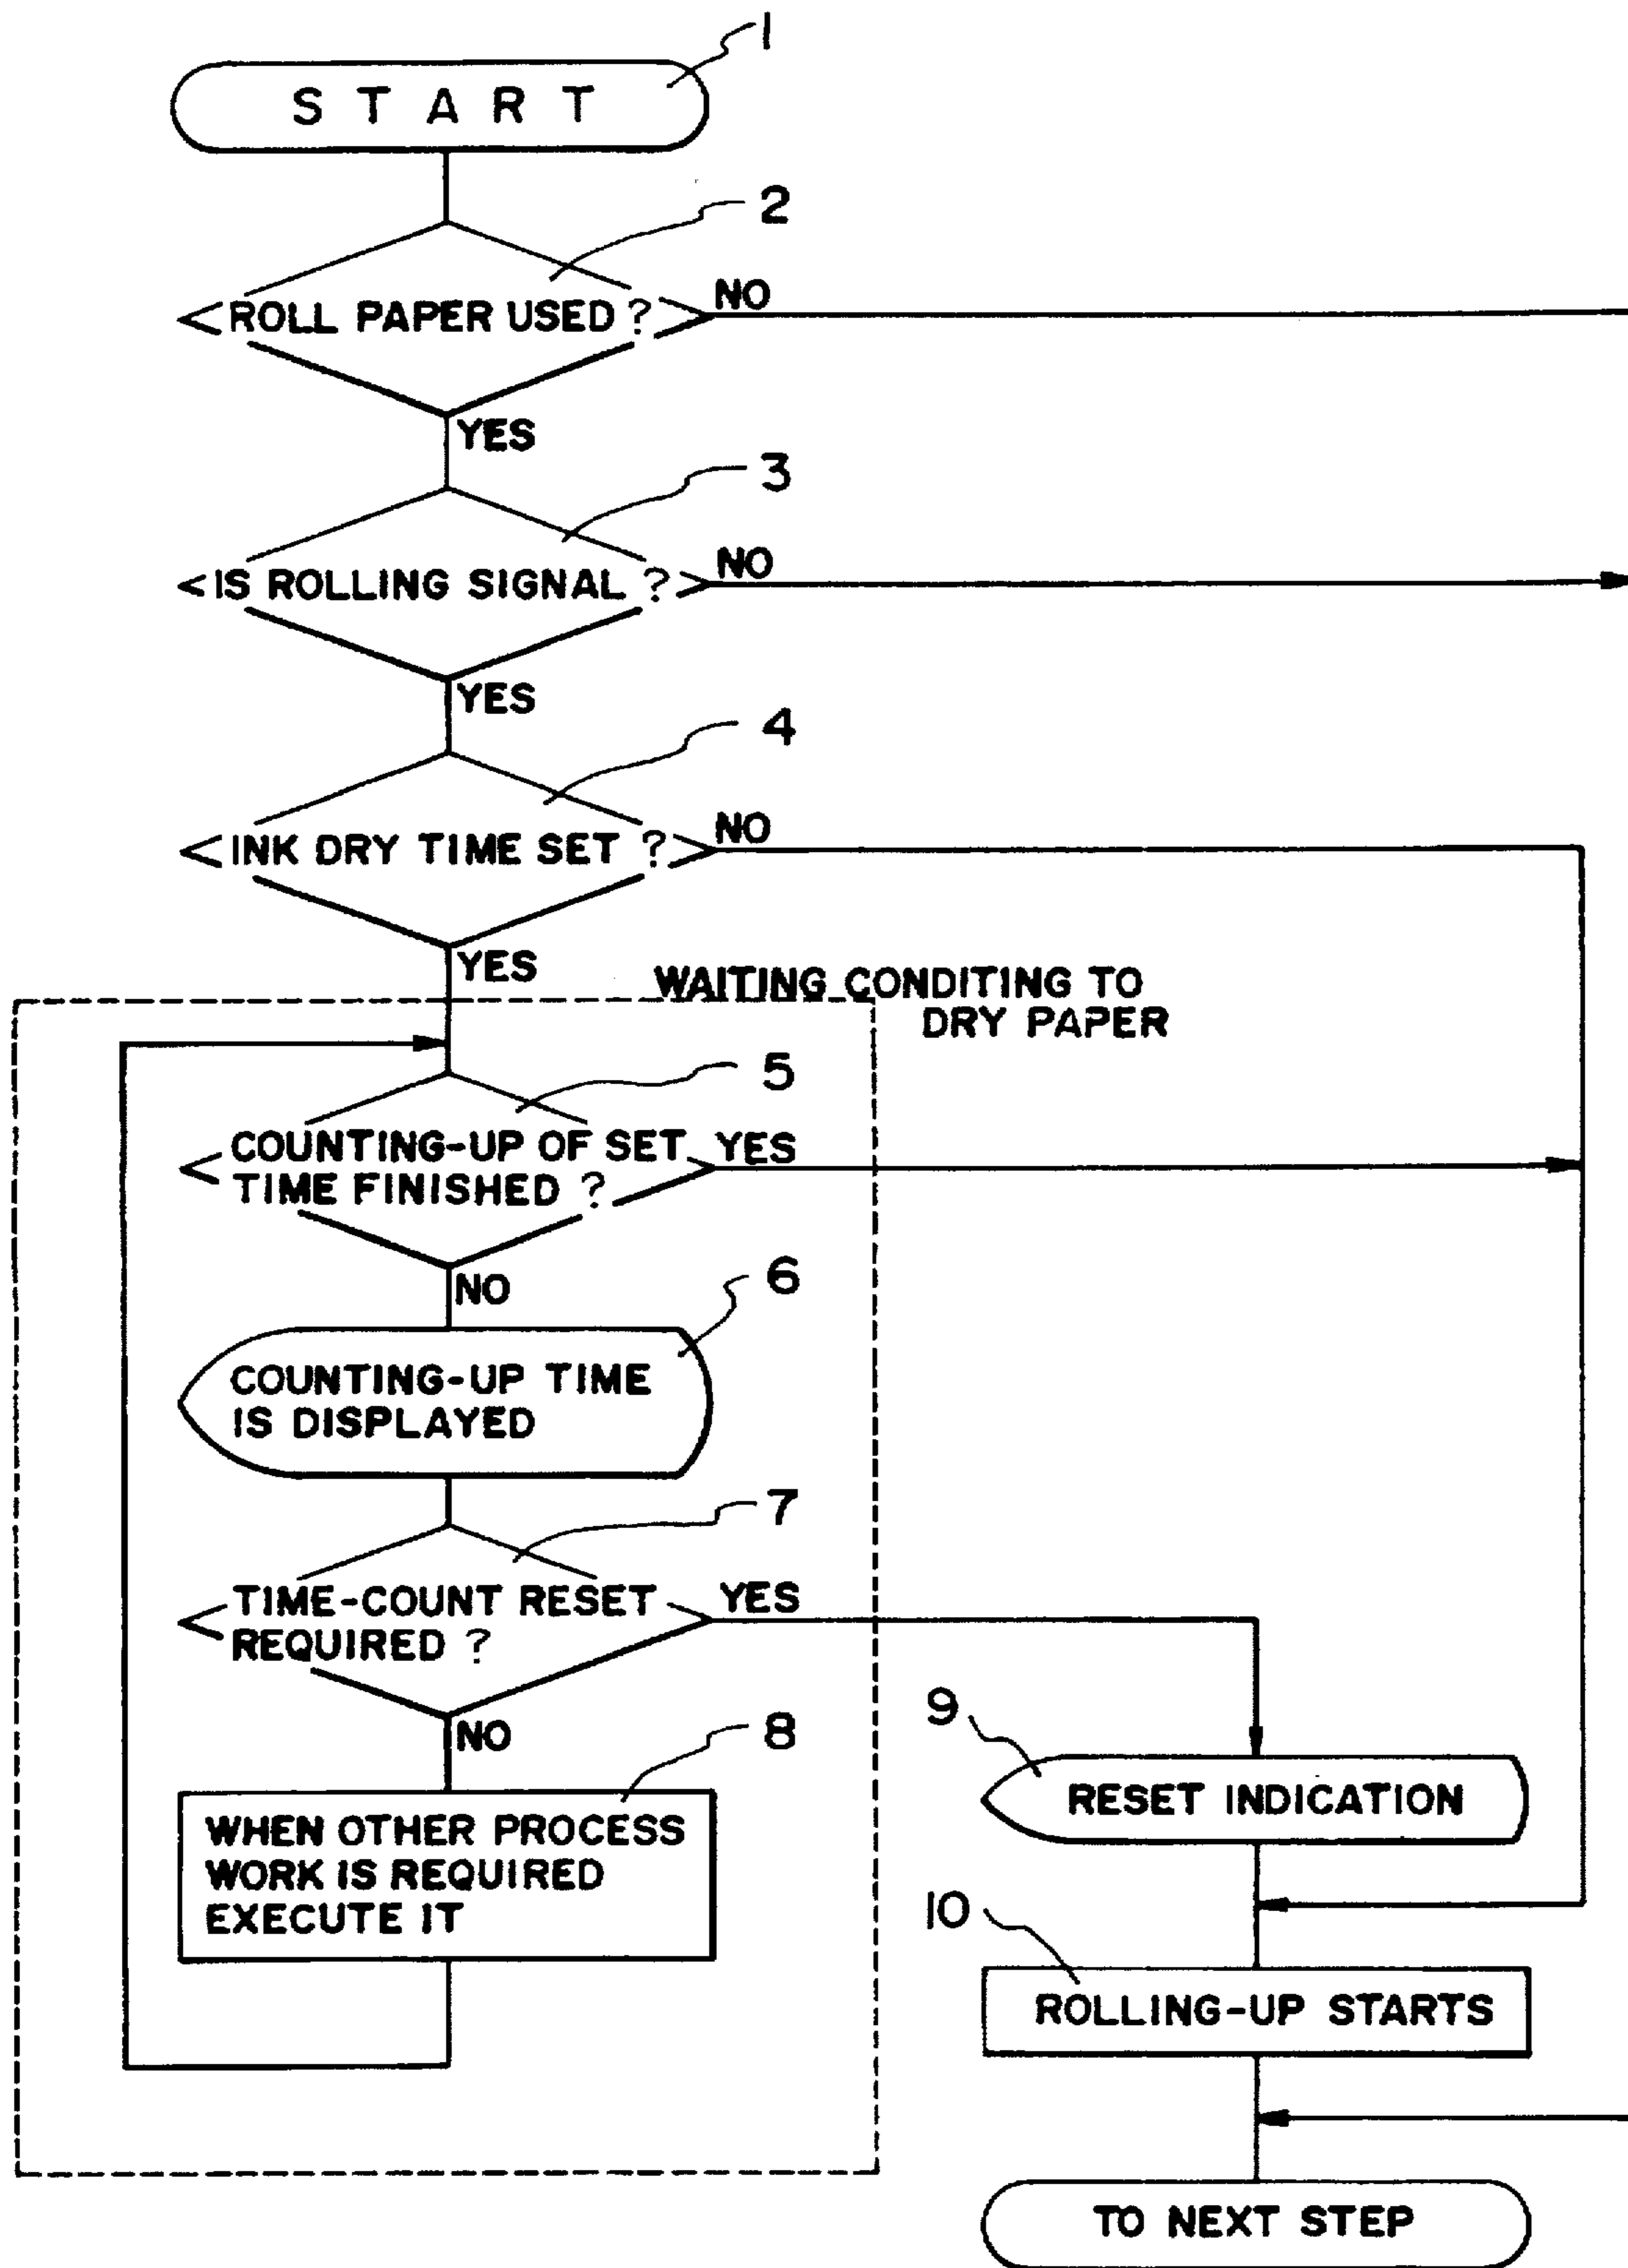 1
S T A R T
2
ROLL PAPER USED ?
NO
YES
3
IS ROLLING SIGNAL ?
NO
YES
4
INK DRY TIME SET ?
NO
YES
WAITING CONDITING TO
DRY PAPER
5
COUNTING-UP OF SET
TIME FINISHED ?
YES
NO
6
COUNTING-UP TIME
IS DISPLAYED
7
TIME-COUNT RESET
REQUIRED ?
YES
NO
8
WHEN OTHER PROCESS
WORK IS REQUIRED
EXECUTE IT
9
RESET INDICATION
10
ROLLING-UP STARTS
TO NEXT STEP